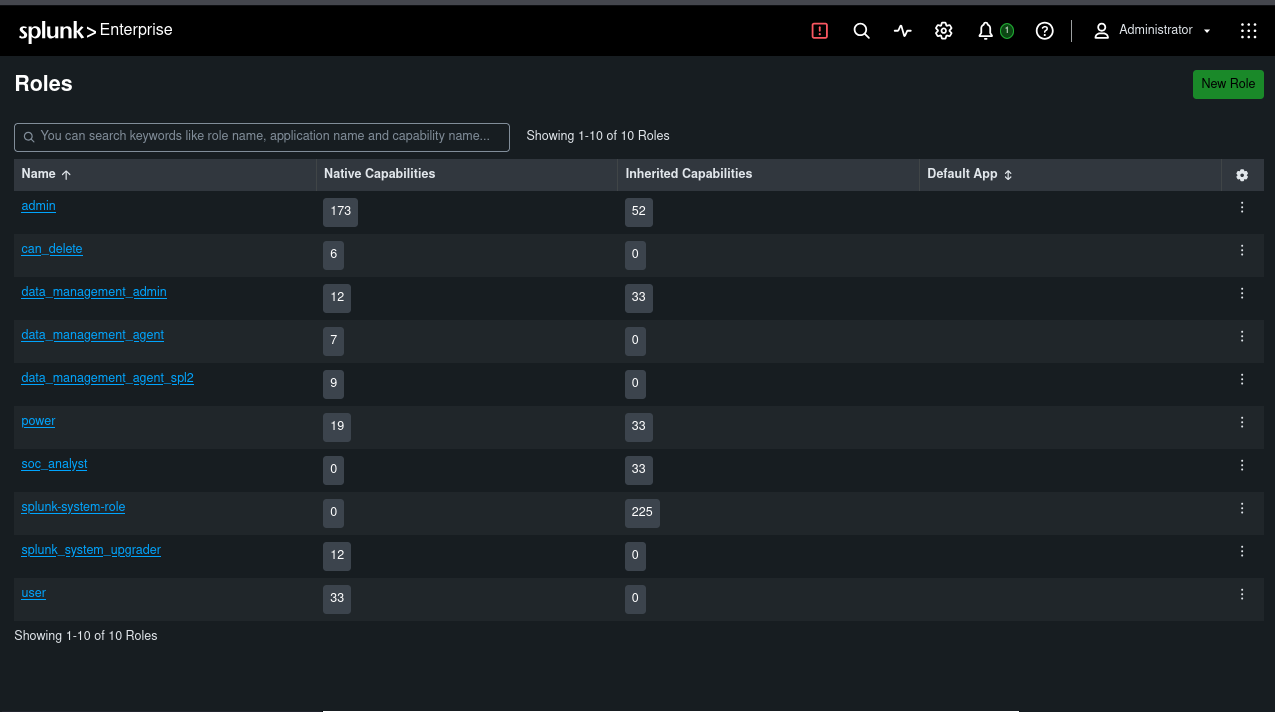 splunk> Enterprise
1
Administrator
Roles
New Role
You can search keywords like role name, application name and capability name...
Showing 1-10 of 10 Roles
Name Native Capabilities Inherited Capabilities Default App
admin 173 52
can_delete 6 0
data_management_admin 12 33
data_management_agent 7 0
data_management_agent_spl2 9 0
power 19 33
soc_analyst 0 33
splunk-system-role 0 225
splunk_system_upgrader 12 0
user 33 0
Showing 1-10 of 10 Roles